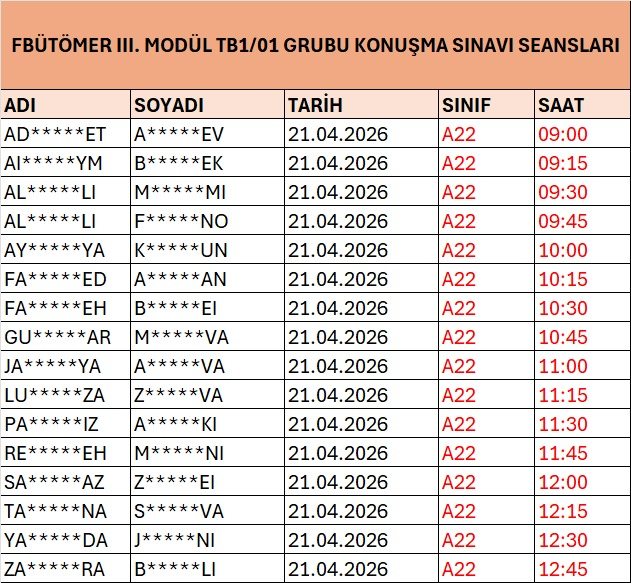 FBÜTÖMER III. MODÜL TB1/01 GRUBU KONUŞMA SINAVI SEANSLARI
ADI SOYADI TARİH SINIF SAAT
AD*****ET A*****EV 21.04.2026 A22 09:00
AI*****YM B*****EK 21.04.2026 A22 09:15
AL*****LI M*****MI 21.04.2026 A22 09:30
AL*****LI F*****NO 21.04.2026 A22 09:45
AY*****YA K*****UN 21.04.2026 A22 10:00
FA*****ED A*****AN 21.04.2026 A22 10:15
FA*****EH B*****EI 21.04.2026 A22 10:30
GU*****AR M*****VA 21.04.2026 A22 10:45
JA*****YA A*****VA 21.04.2026 A22 11:00
LU*****ZA Z*****VA 21.04.2026 A22 11:15
PA*****IZ A*****KI 21.04.2026 A22 11:30
RE*****EH M*****NI 21.04.2026 A22 11:45
SA*****AZ Z*****EI 21.04.2026 A22 12:00
TA*****NA S*****VA 21.04.2026 A22 12:15
YA*****DA J*****NI 21.04.2026 A22 12:30
ZA*****RA B*****LI 21.04.2026 A22 12:45